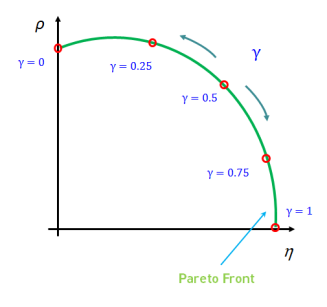 ρ
γ = 0
γ = 0.25
γ
γ = 0.5
γ = 0.75
γ = 1
η
Pareto Front